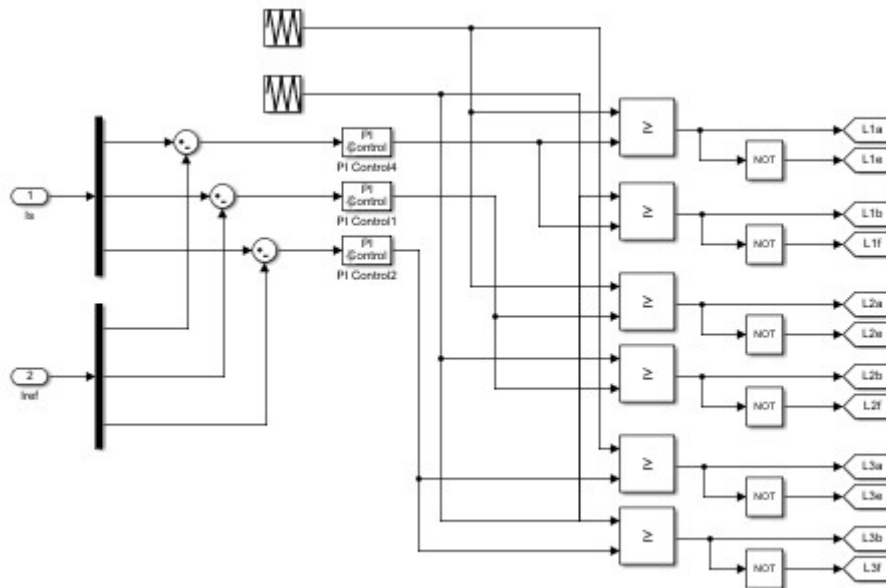 PI
Control
PI Control4
1
Is
PI
Control
PI Control1
PI
Control
PI Control2
2
Iref
≥
≥
≥
≥
≥
≥
NOT
NOT
NOT
NOT
NOT
NOT
L1a
L1e
L1b
L1f
L2a
L2e
L2b
L2f
L3a
L3e
L3b
L3f